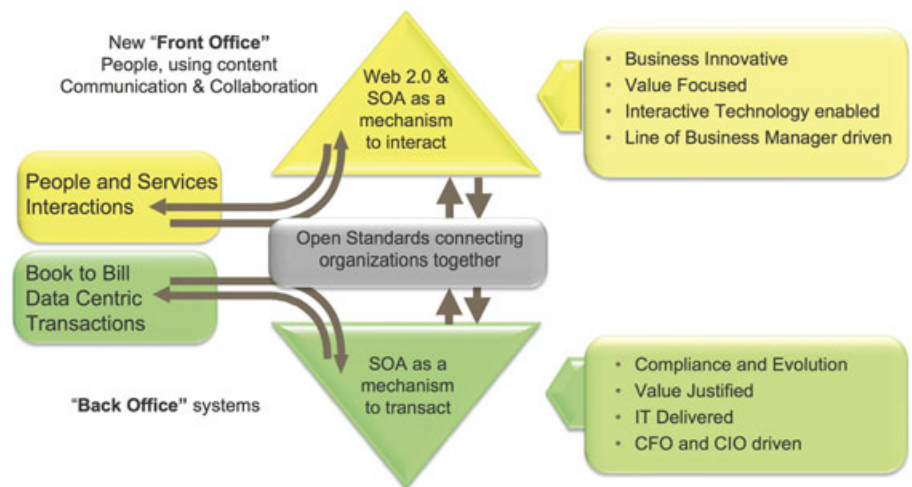 New “Front Office”
People, using content
Communication & Collaboration
Web 2.0 &
SOA as a
mechanism
to interact
• Business Innovative
• Value Focused
• Interactive Technology enabled
• Line of Business Manager driven
People and Services
Interactions
Open Standards connecting
organizations together
Book to Bill
Data Centric
Transactions
SOA as a
mechanism
to transact
“Back Office” systems
• Compliance and Evolution
• Value Justified
• IT Delivered
• CFO and CIO driven